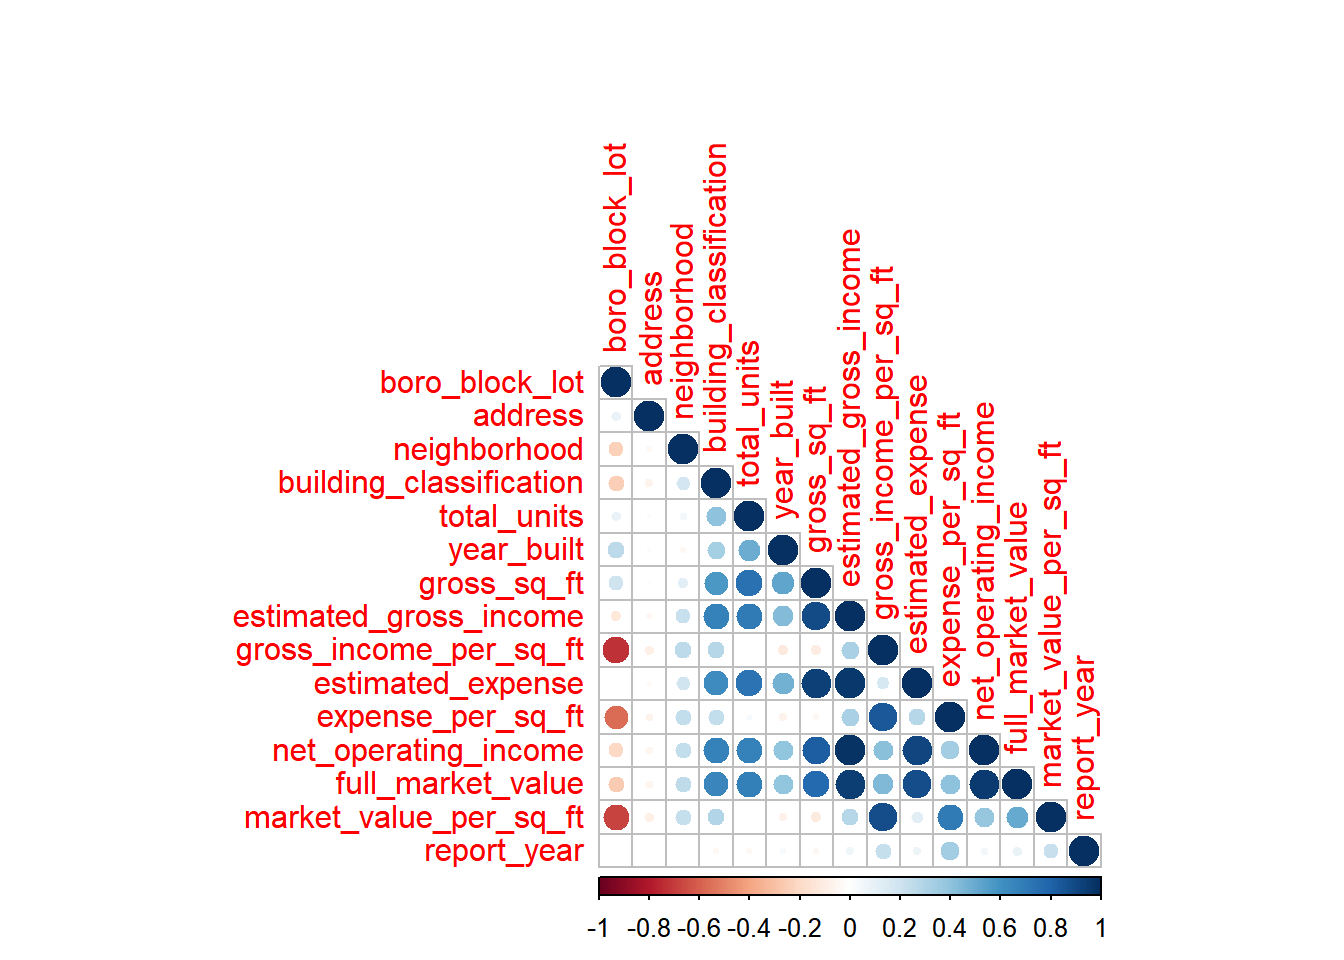 boro_block_lot
address
neighborhood
building_classification
total_units
year_built
gross_sq_ft
estimated_gross_income
gross_income_per_sq_ft
estimated_expense
expense_per_sq_ft
net_operating_income
full_market_value
market_value_per_sq_ft
report_year
boro_block_lot
address
neighborhood
building_classification
total_units
year_built
gross_sq_ft
estimated_gross_income
gross_income_per_sq_ft
estimated_expense
expense_per_sq_ft
net_operating_income
full_market_value
market_value_per_sq_ft
report_year
-1 -0.8 -0.6 -0.4 -0.2 0 0.2 0.4 0.6 0.8 1